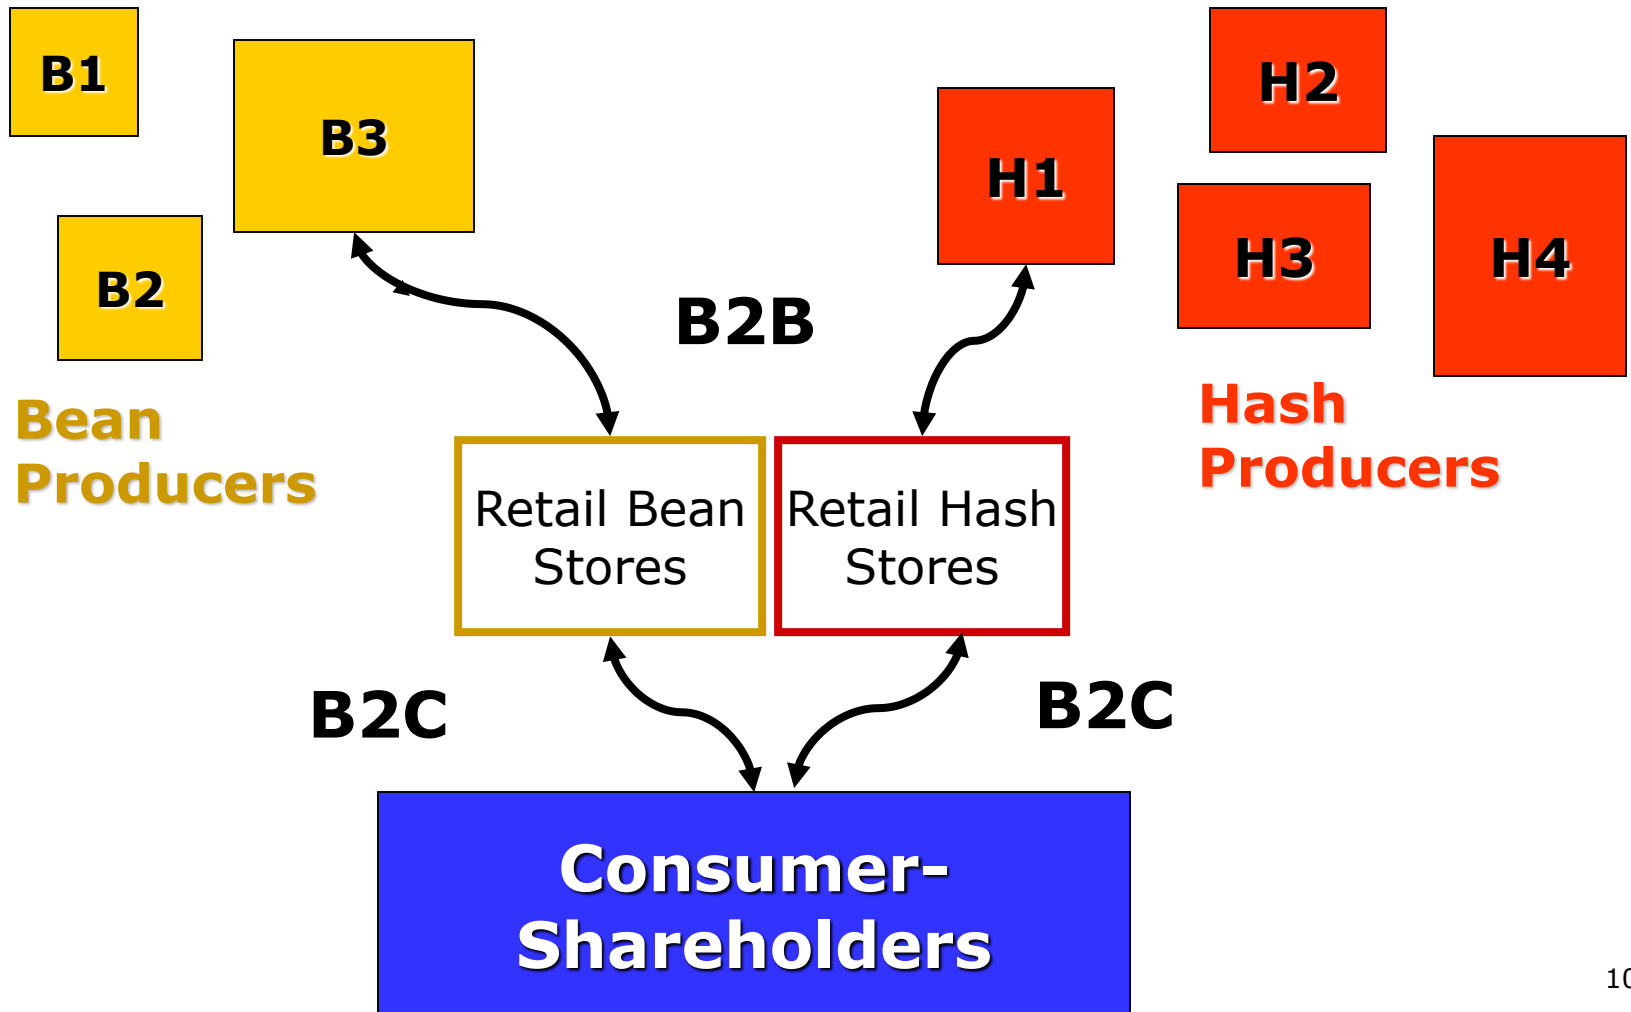 B1
B3
H2
H1
H3
H4
B2
B2B
Bean
Producers
Hash
Producers
Retail Bean
Stores
Retail Hash
Stores
B2C
B2C
Consumer-
Shareholders
10